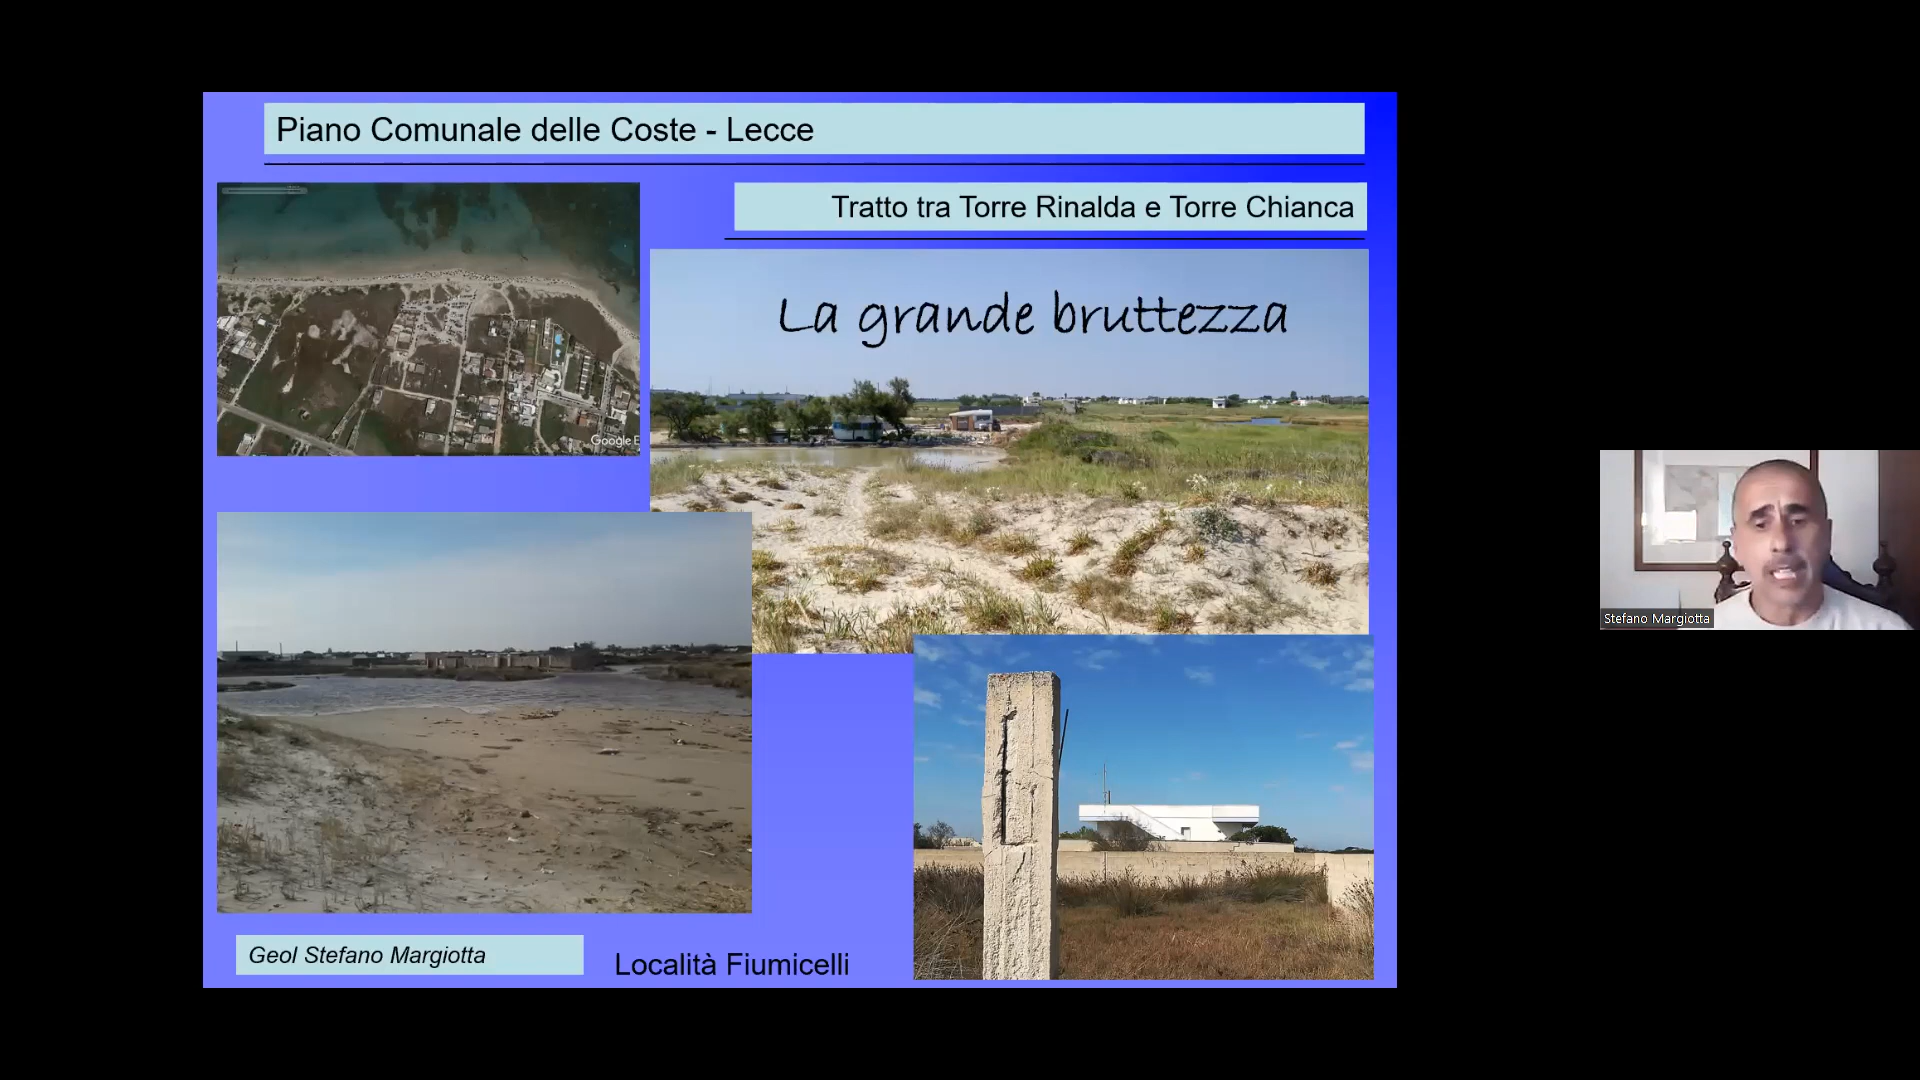 Piano Comunale delle Coste - Lecce
Tratto tra Torre Rinalda e Torre Chianca
La grande bruttezza
Google E
Stefano Margiotta
Geol Stefano Margiotta
Località Fiumicelli